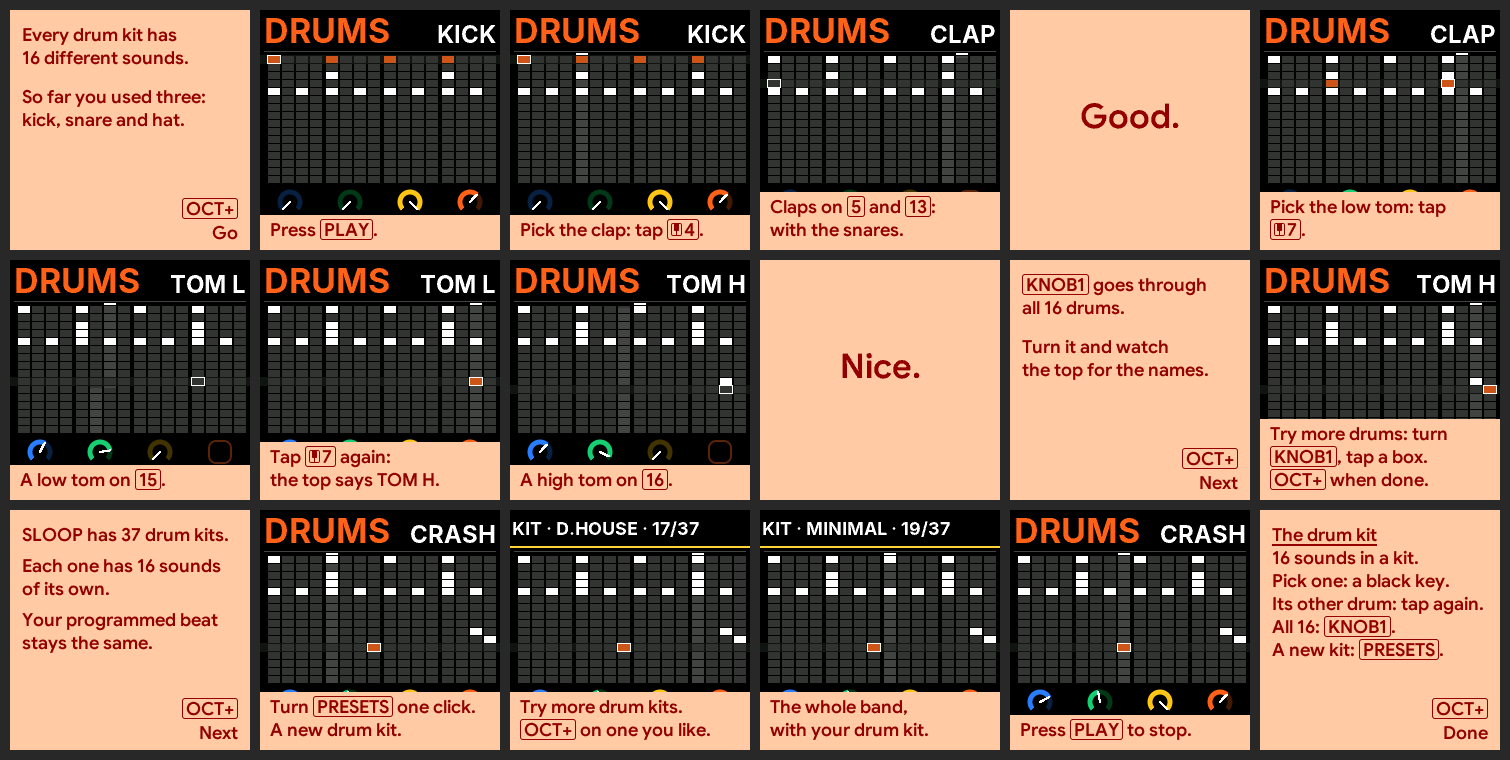 Every drum kit has
16 different sounds.
So far you used three:
kick, snare and hat.
OCT+
Go
DRUMS KICK
Press PLAY.
DRUMS KICK
Pick the clap: tap 4.
DRUMS CLAP
Claps on 5 and 13:
with the snares.
Good.
DRUMS CLAP
Pick the low tom: tap
7.
DRUMS TOM L
A low tom on 15.
DRUMS TOM L
Tap 7 again:
the top says TOM H.
DRUMS TOM H
A high tom on 16.
Nice.
KNOB1 goes through
all 16 drums.
Turn it and watch
the top for the names.
OCT+
Next
DRUMS TOM H
Try more drums: turn
KNOB1, tap a box.
OCT+ when done.
SLOOP has 37 drum kits.
Each one has 16 sounds
of its own.
Your programmed beat
stays the same.
OCT+
Next
DRUMS CRASH
Turn PRESETS one click.
A new drum kit.
KIT · D.HOUSE · 17/37
Try more drum kits.
OCT+ on one you like.
KIT · MINIMAL · 19/37
The whole band,
with your drum kit.
DRUMS CRASH
Press PLAY to stop.
The drum kit
16 sounds in a kit.
Pick one: a black key.
Its other drum: tap again.
All 16: KNOB1.
A new kit: PRESETS.
OCT+
Done